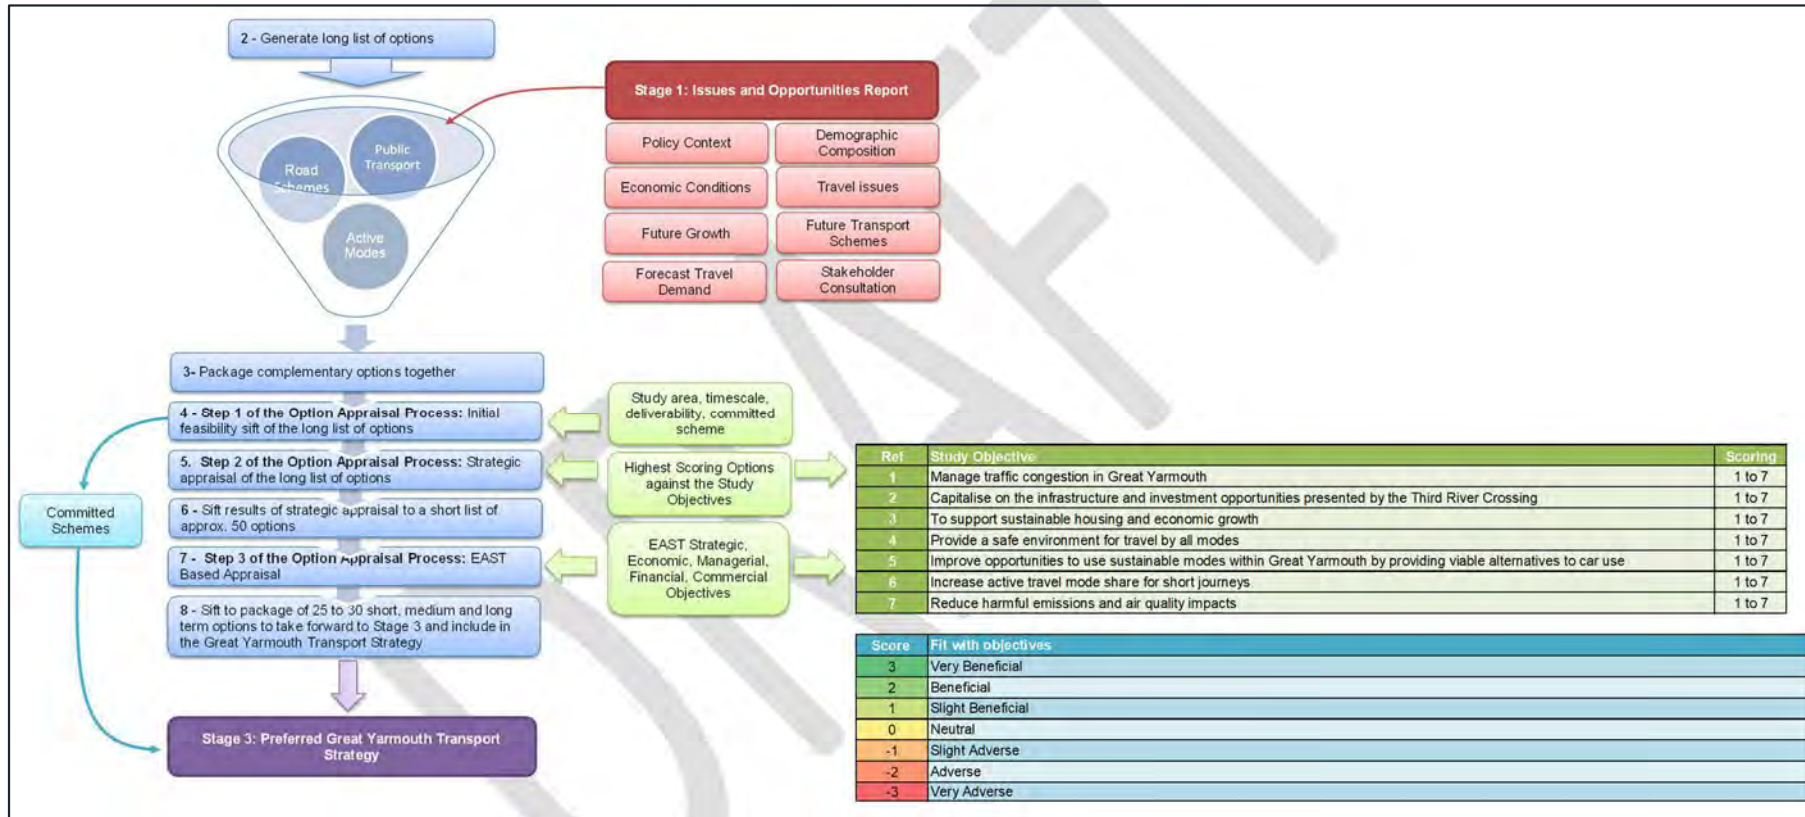 2 - Generate long list of options
Public
Transport
Road
Schemes
Active
Modes
Stage 1: Issues and Opportunities Report
Policy Context
Demographic
Composition
Economic Conditions
Travel issues
Future Growth
Future Transport
Schemes
Forecast Travel
Demand
Stakeholder
Consultation
3- Package complementary options together
4 - Step 1 of the Option Appraisal Process: Initial
feasibility sift of the long list of options
5. Step 2 of the Option Appraisal Process: Strategic
appraisal of the long list of options
6 - Sift results of strategic appraisal to a short list of
approx. 50 options
7 - Step 3 of the Option Appraisal Process: EAST
Based Appraisal
8 - Sift to package of 25 to 30 short, medium and long
term options to take forward to Stage 3 and include in
the Great Yarmouth Transport Strategy
Committed
Schemes
Stage 3: Preferred Great Yarmouth Transport
Strategy
Study area, timescale,
deliverability, committed
scheme
Highest Scoring Options
against the Study
Objectives
EAST Strategic,
Economic, Managerial,
Financial, Commercial
Objectives
Ref Study Objective Scoring
1 Manage traffic congestion in Great Yarmouth 1 to 7
2 Capitalise on the infrastructure and investment opportunities presented by the Third River Crossing 1 to 7
3 To support sustainable housing and economic growth 1 to 7
4 Provide a safe environment for travel by all modes 1 to 7
5 Improve opportunities to use sustainable modes within Great Yarmouth by providing viable alternatives to car use 1 to 7
6 Increase active travel mode share for short journeys 1 to 7
7 Reduce harmful emissions and air quality impacts 1 to 7
Score Fit with objectives
3 Very Beneficial
2 Beneficial
1 Slight Beneficial
0 Neutral
-1 Slight Adverse
-2 Adverse
-3 Very Adverse
DRAFT